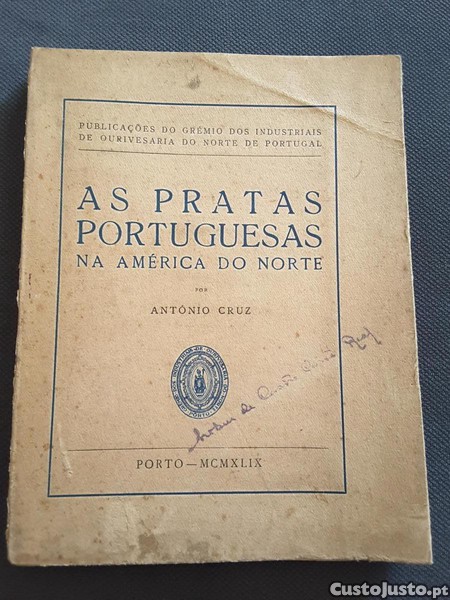 PUBLICAÇÕES DO GRÉMIO DOS INDUSTRIAIS
DE OURIVESARIA DO NORTE DE PORTUGAL
AS PRATAS
PORTUGUESAS
NA AMÉRICA DO NORTE
POR
ANTÓNIO CRUZ
PORTO — MCMXLIX
CustoJusto.pt